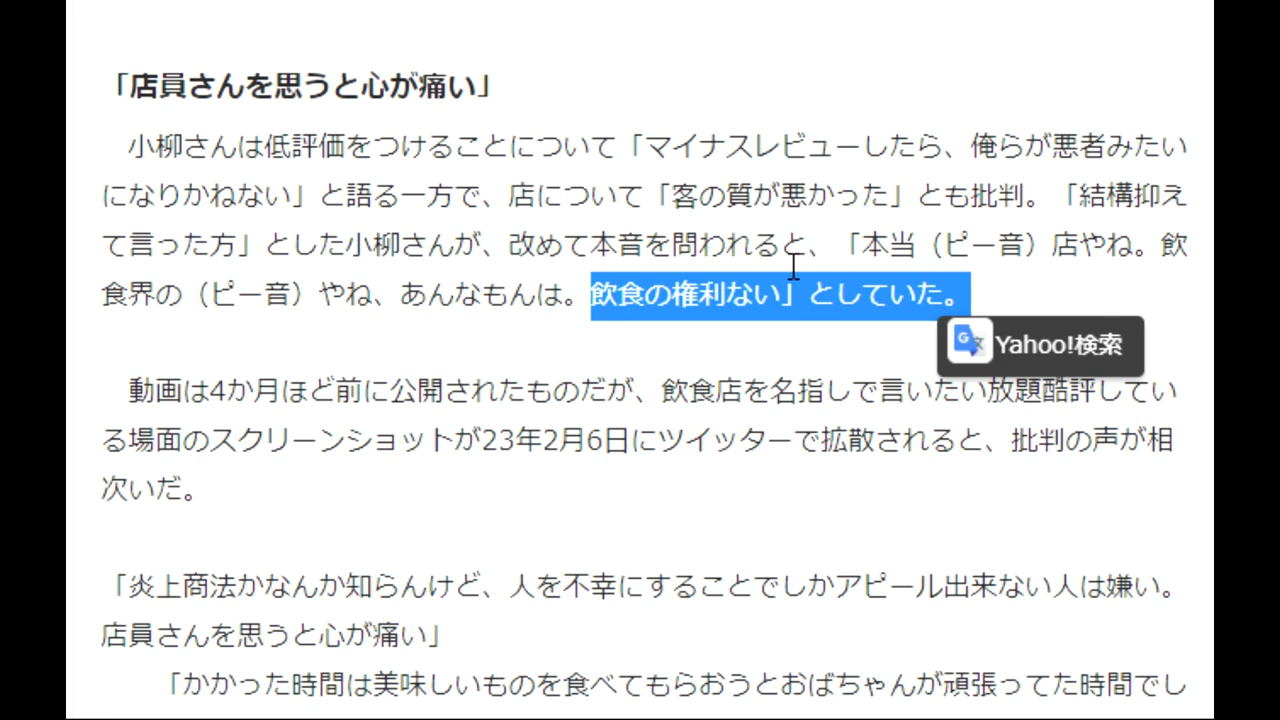 「店員さんを思うと心が痛い」
小柳さんは低評価をつけることについて「マイナスレビューしたら、俺らが悪者みたい
になりかねない」と語る一方で、店について「客の質が悪かった」とも批判。「結構抑え
て言った方」とした小柳さんが、改めて本音を問われると、「本当（ピー音）店やね。飲
食界の（ピー音）やね、あんなもんは。飲食の権利ない」としていた。
Yahoo!検索
動画は4か月ほど前に公開されたものだが、飲食店を名指しで言いたい放題酷評してい
る場面のスクリーンショットが23年2月6日にツイッターで拡散されると、批判の声が相
次いだ。
「炎上商法かなんか知らんけど、人を不幸にすることでしかアピール出来ない人は嫌い。
店員さんを思うと心が痛い」
「かかった時間は美味しいものを食べてもらおうとおばちゃんが頑張ってた時間でし